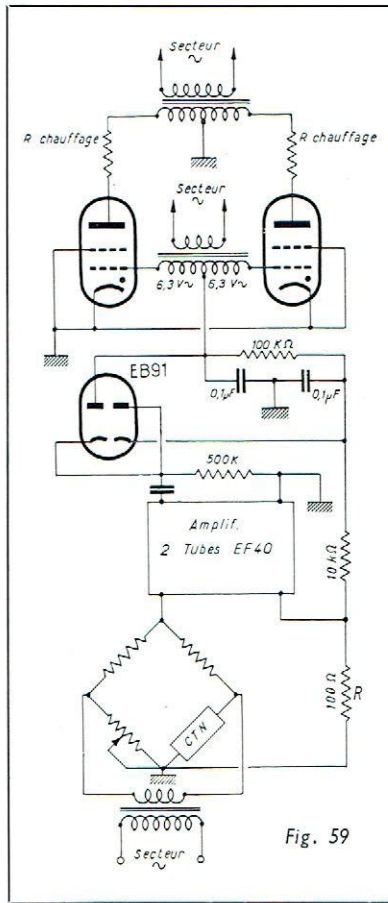 Secteur
~
R chauffage
R chauffage
Secteur
~
6,3 V~
6,3 V~
100 KΩ
EB91
0,1µF
0,1µF
500K
Amplif.
2 Tubes EF40
10 kΩ
100 Ω
R
CTN
Secteur
~
Fig. 59